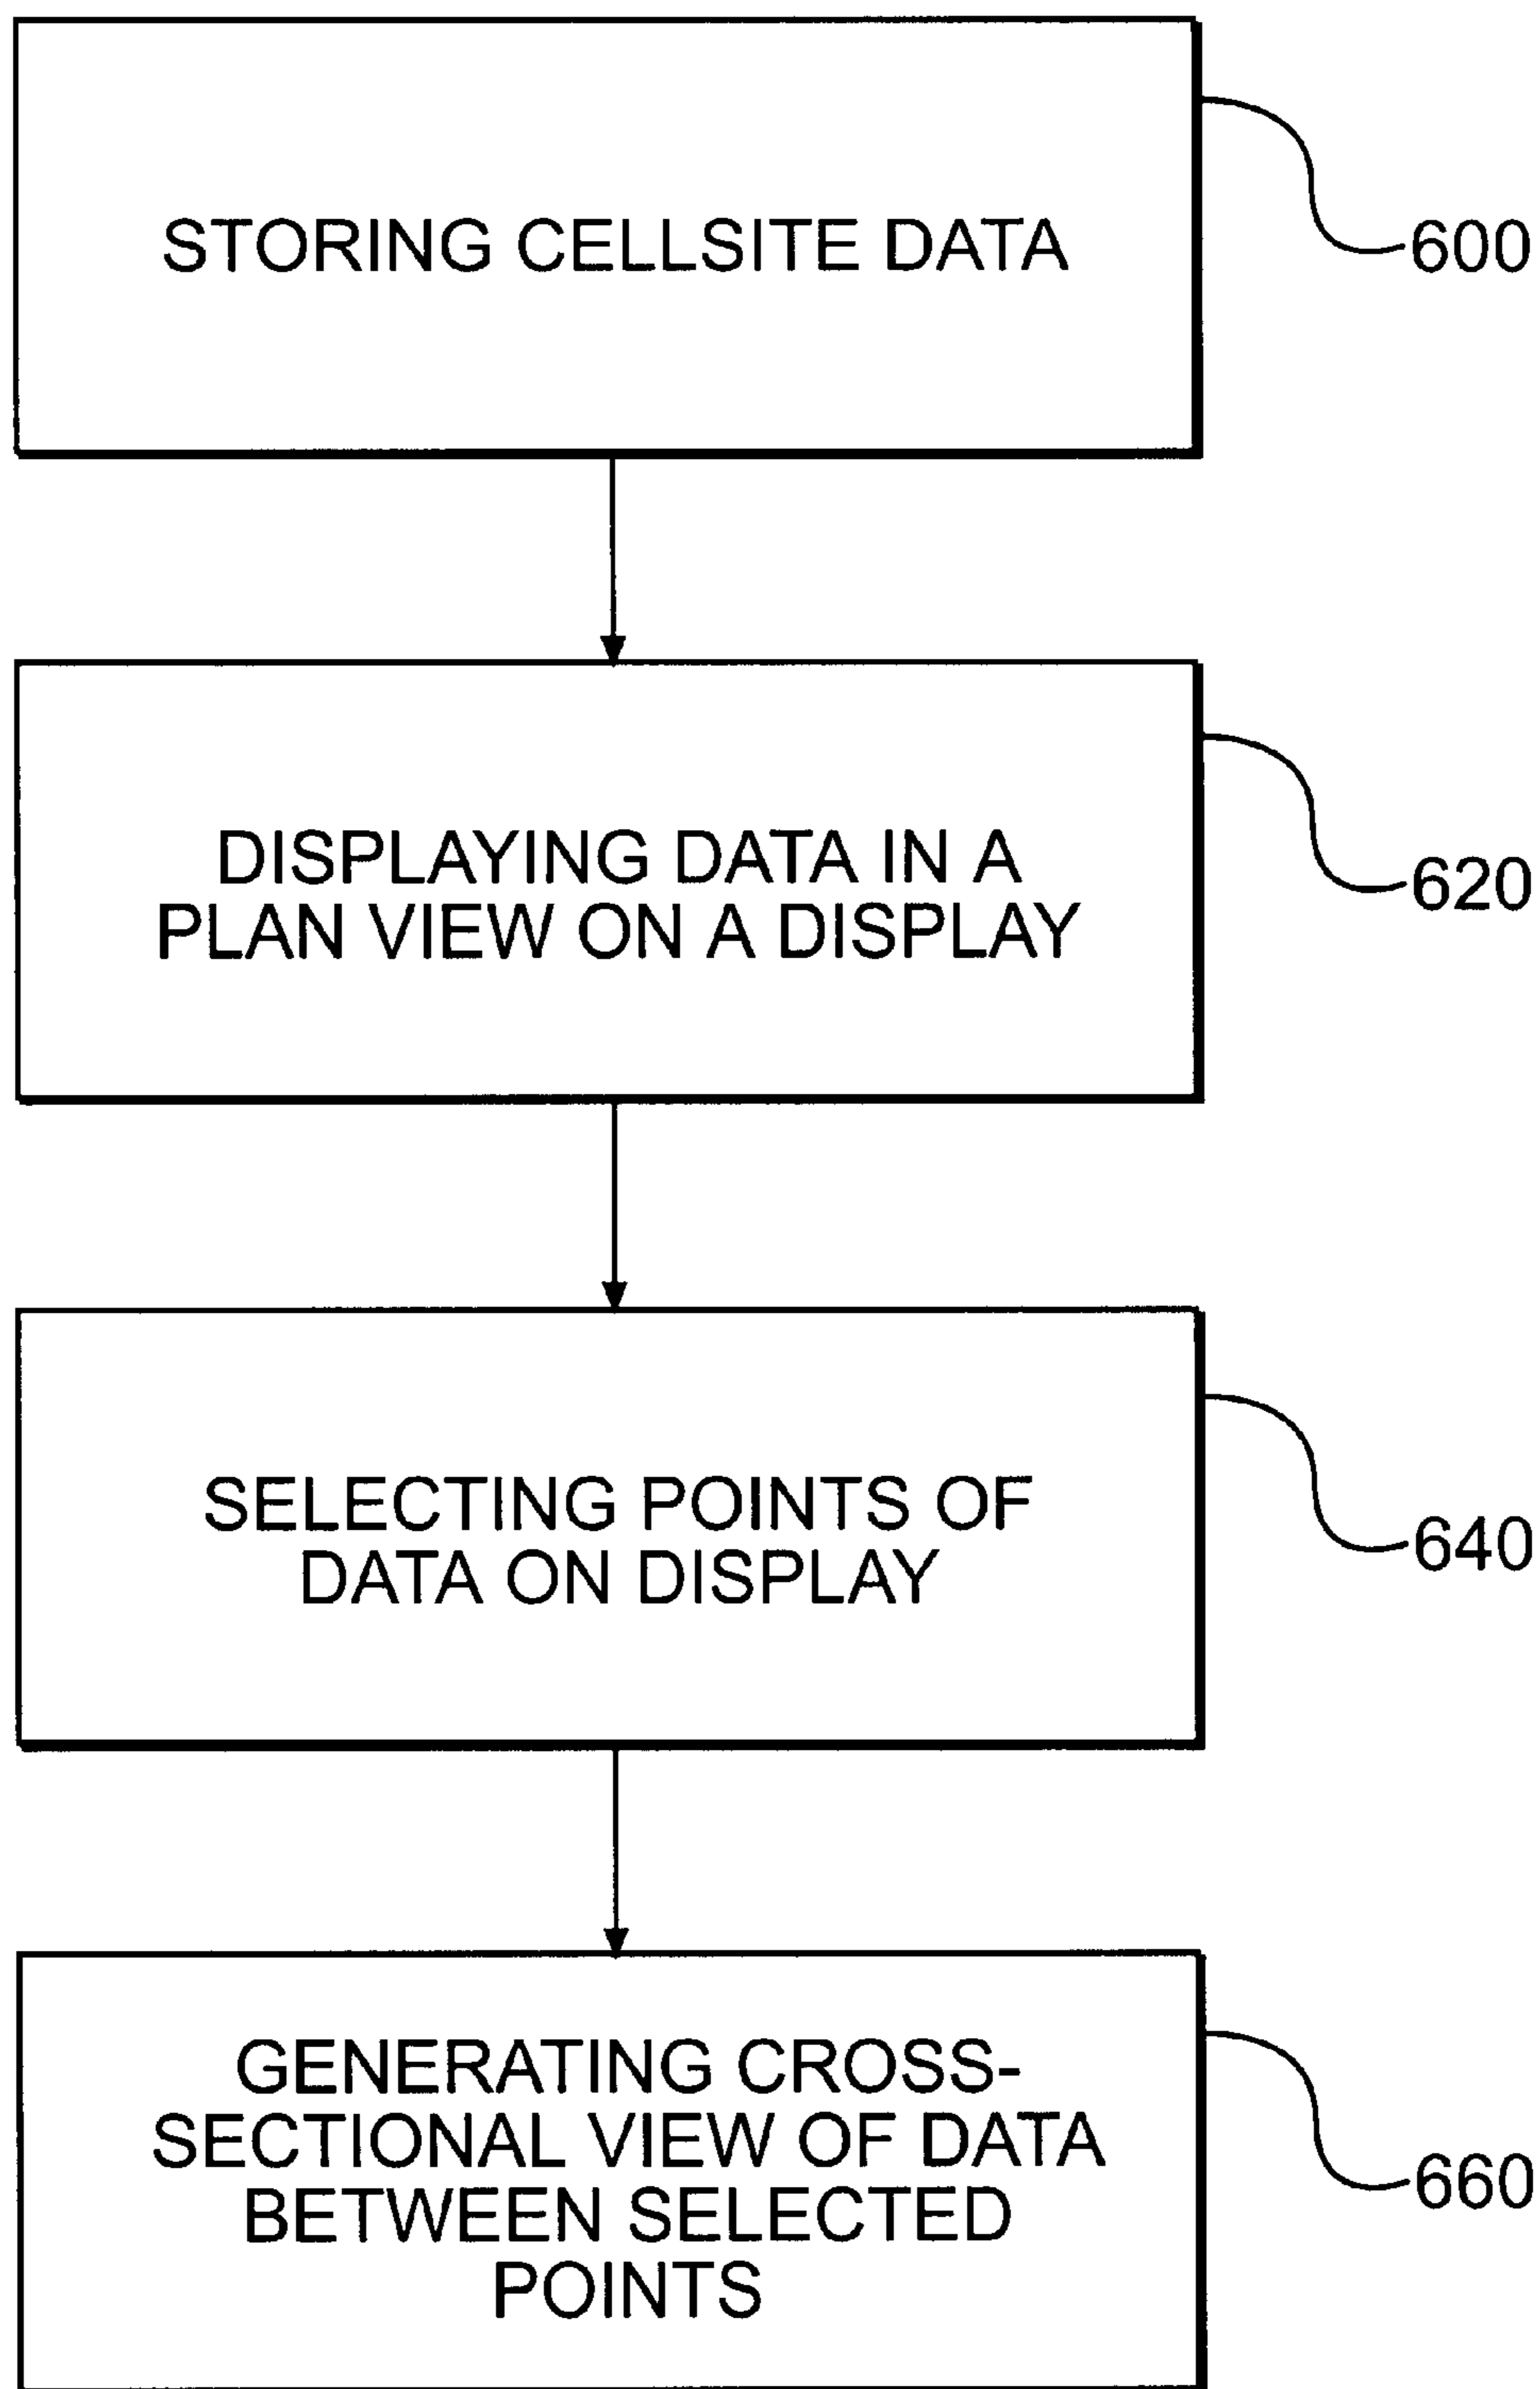 STORING CELLSITE DATA
600
DISPLAYING DATA IN A
PLAN VIEW ON A DISPLAY
620
SELECTING POINTS OF
DATA ON DISPLAY
640
GENERATING CROSS-
SECTIONAL VIEW OF DATA
BETWEEN SELECTED
POINTS
660